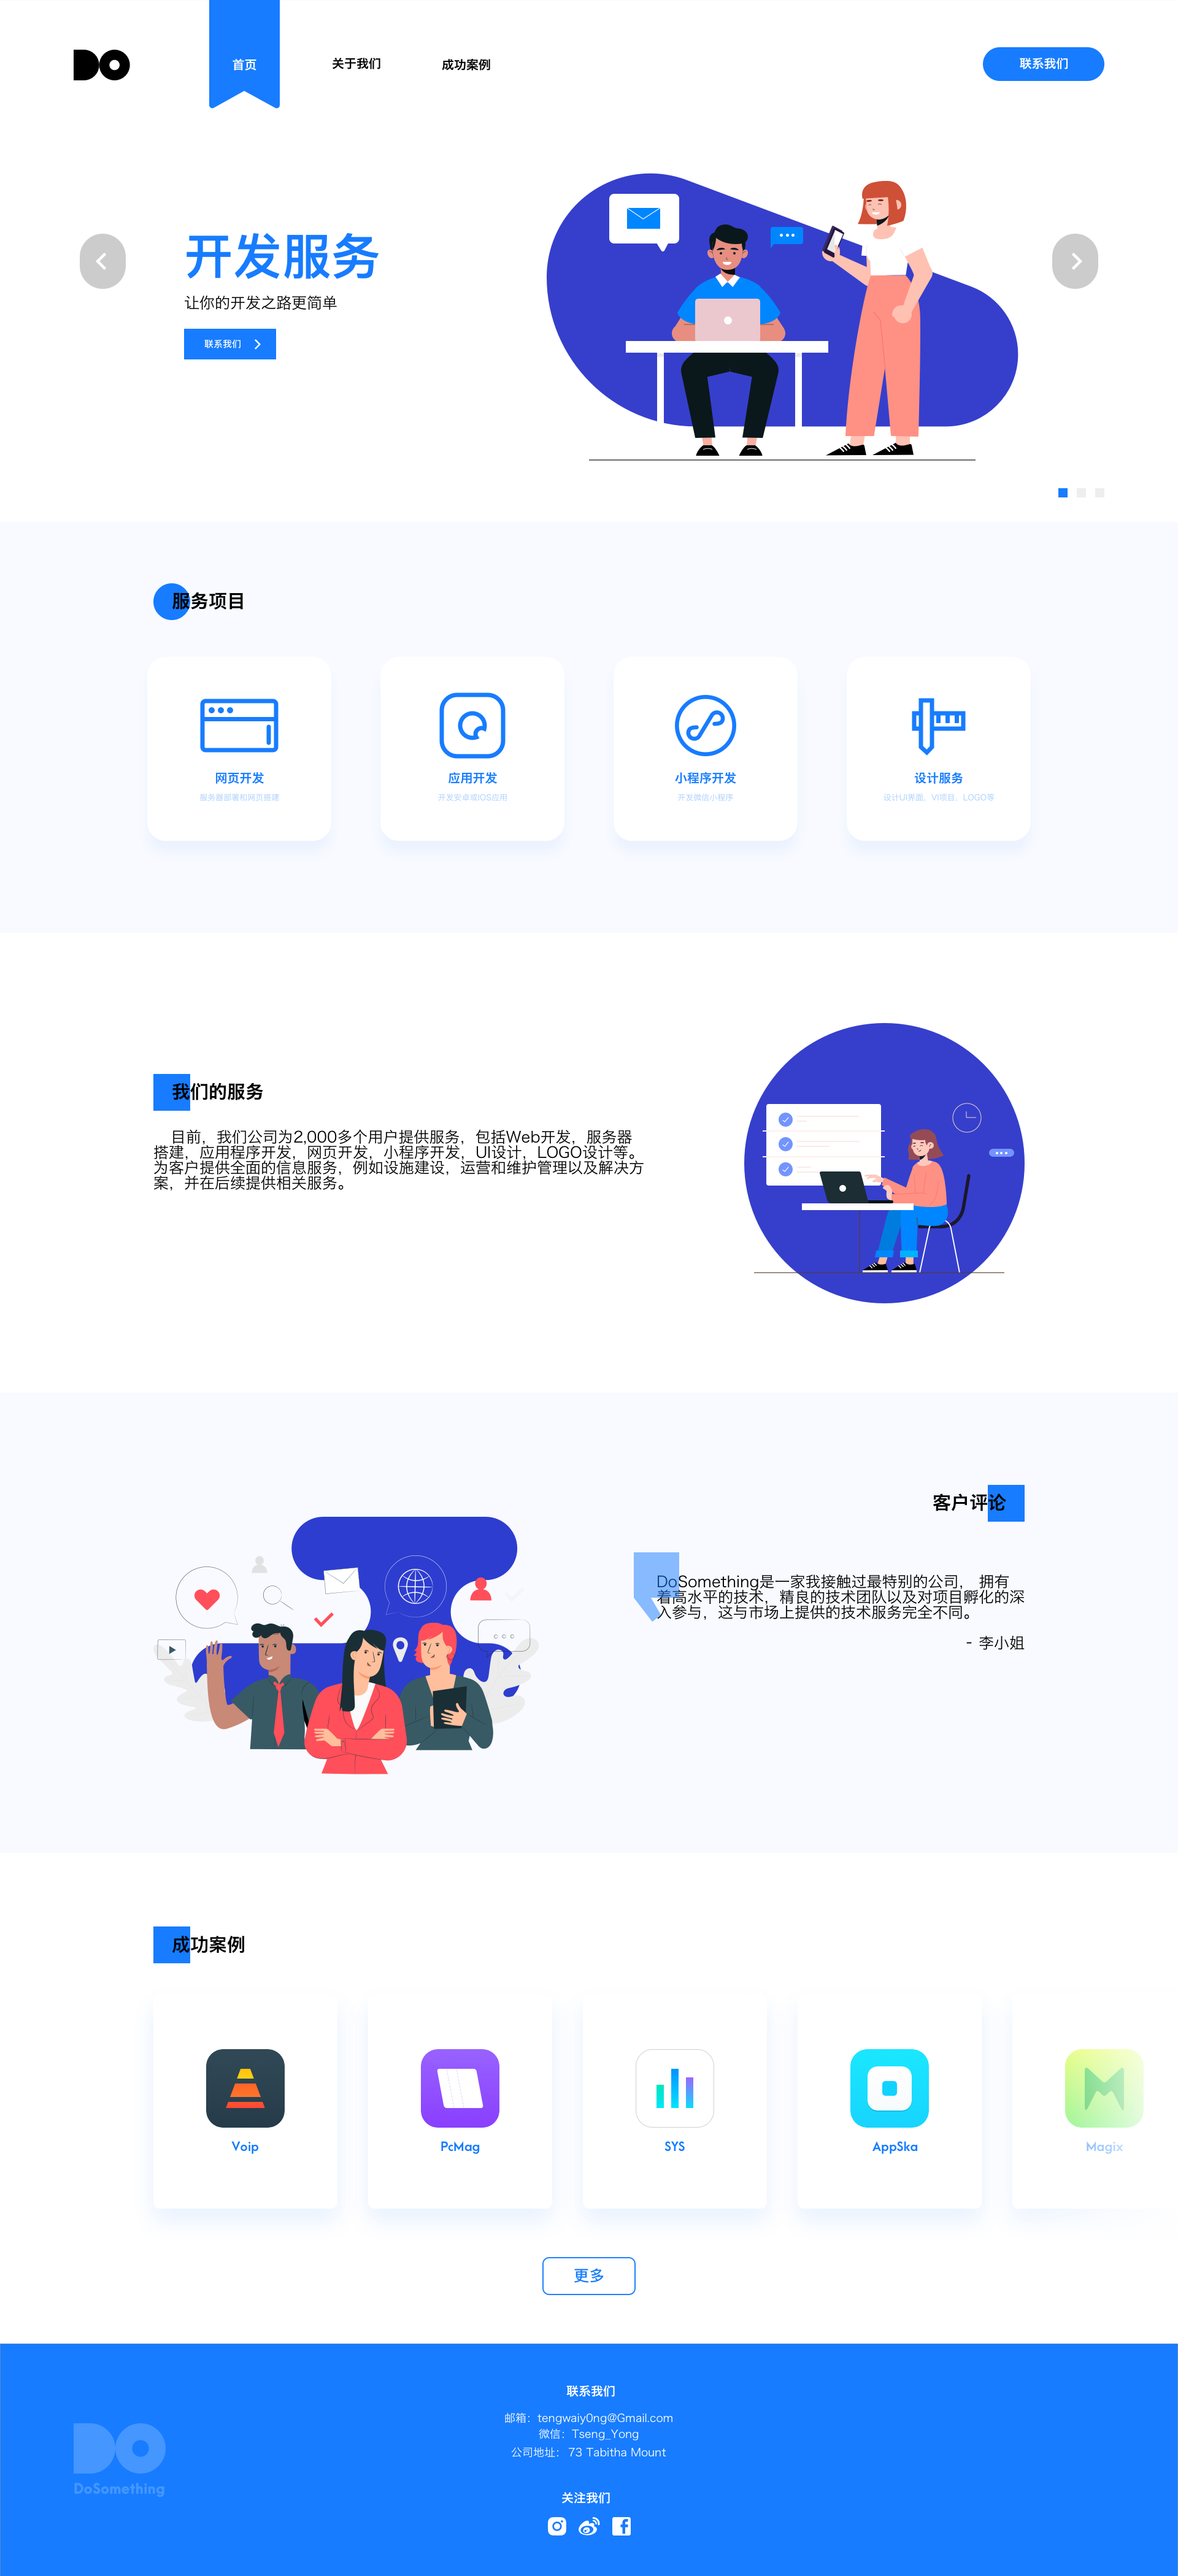 DO
首页
关于我们
成功案例
联系我们
开发服务
让你的开发之路更简单
联系我们
服务项目
网页开发
服务器部署和网页搭建
应用开发
开发安卓或IOS应用
小程序开发
开发微信小程序
设计服务
设计UI界面，VI项目，LOGO等
我们的服务
目前，我们公司为2,000多个用户提供服务，包括Web开发，服务器
搭建，应用程序开发，网页开发，小程序开发，UI设计，LOGO设计等。
为客户提供全面的信息服务，例如设施建设，运营和维护管理以及解决方
案，并在后续提供相关服务。
客户评论
DoSomething是一家我接触过最特别的公司， 拥有
着高水平的技术，精良的技术团队以及对项目孵化的深
入参与，这与市场上提供的技术服务完全不同。
- 李小姐
成功案例
Voip
PcMag
SYS
AppSka
Magix
更多
联系我们
邮箱：tengwaiy0ng@Gmail.com
微信：Tseng_Yong
公司地址： 73 Tabitha Mount
DO
DoSomething
关注我们